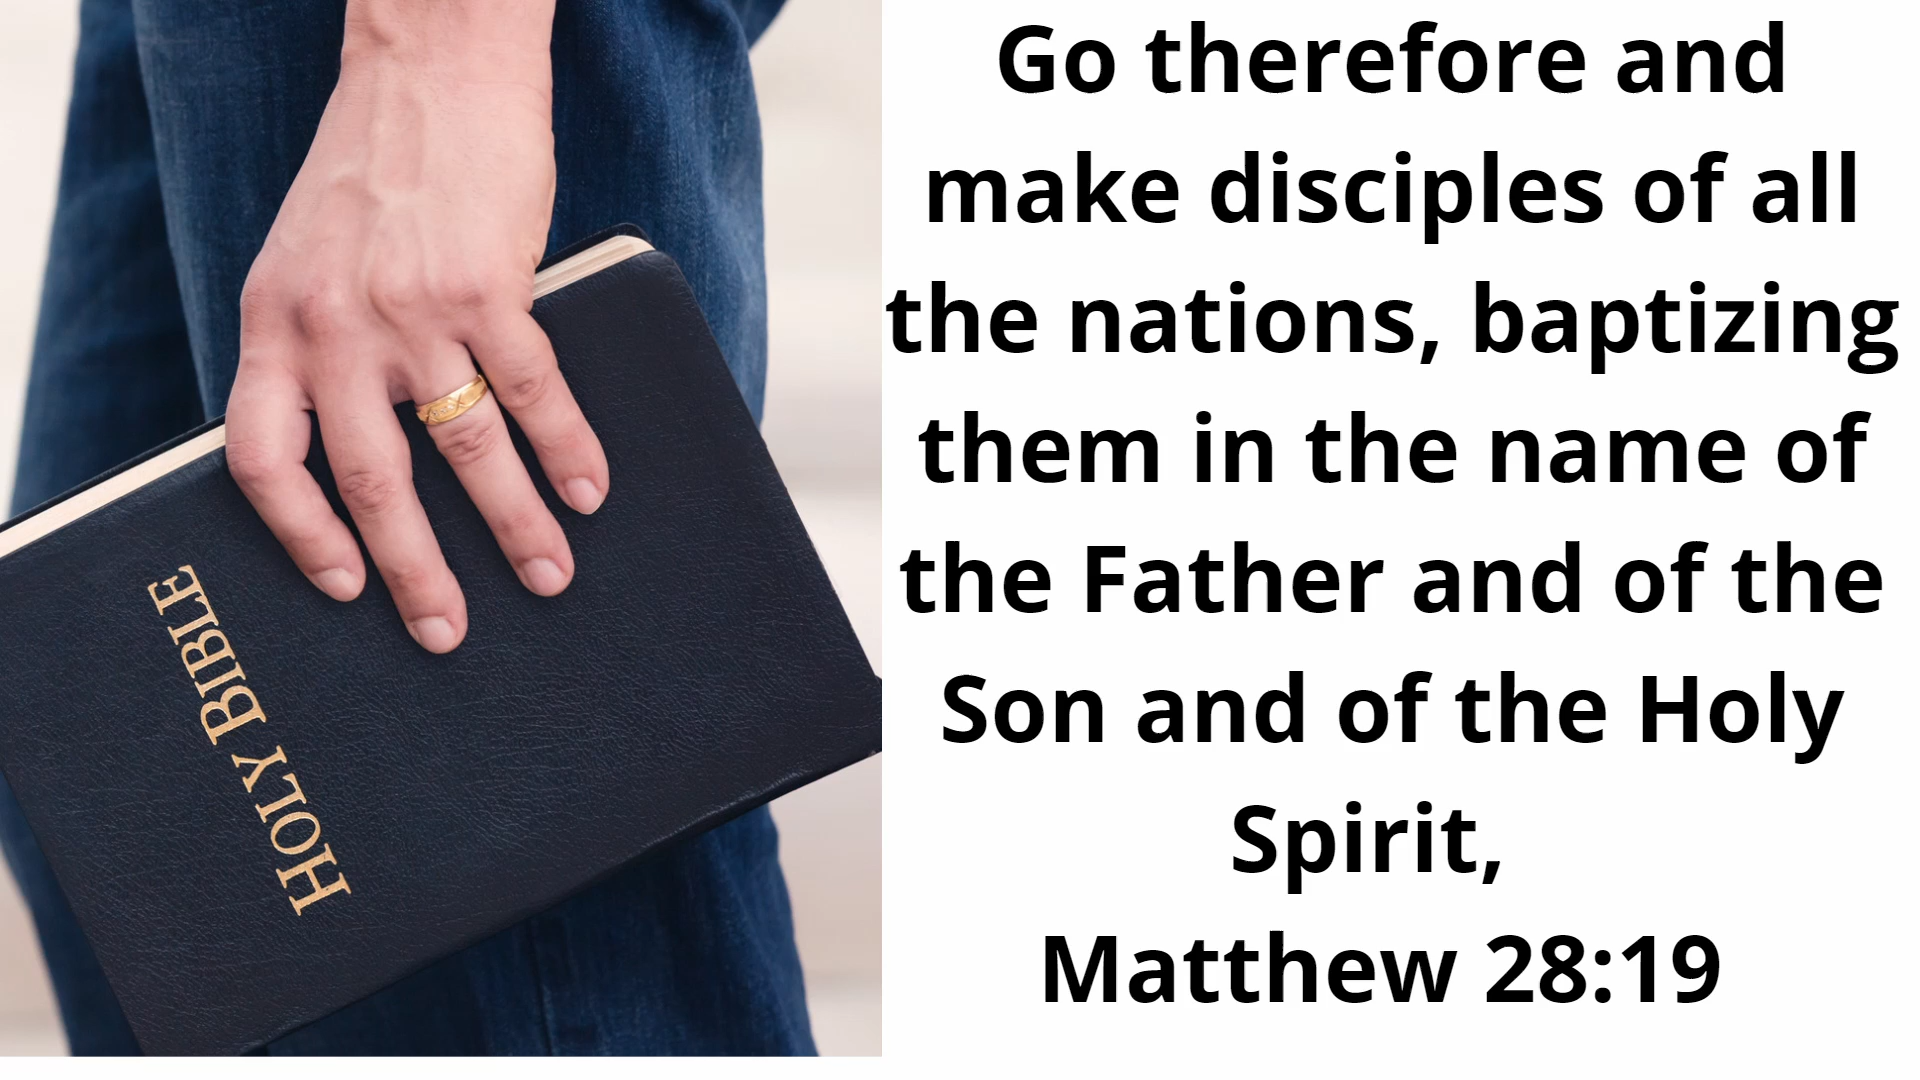 HOLY BIBLE
Go therefore and
make disciples of all
the nations, baptizing
them in the name of
the Father and of the
Son and of the Holy
Spirit,
Matthew 28:19